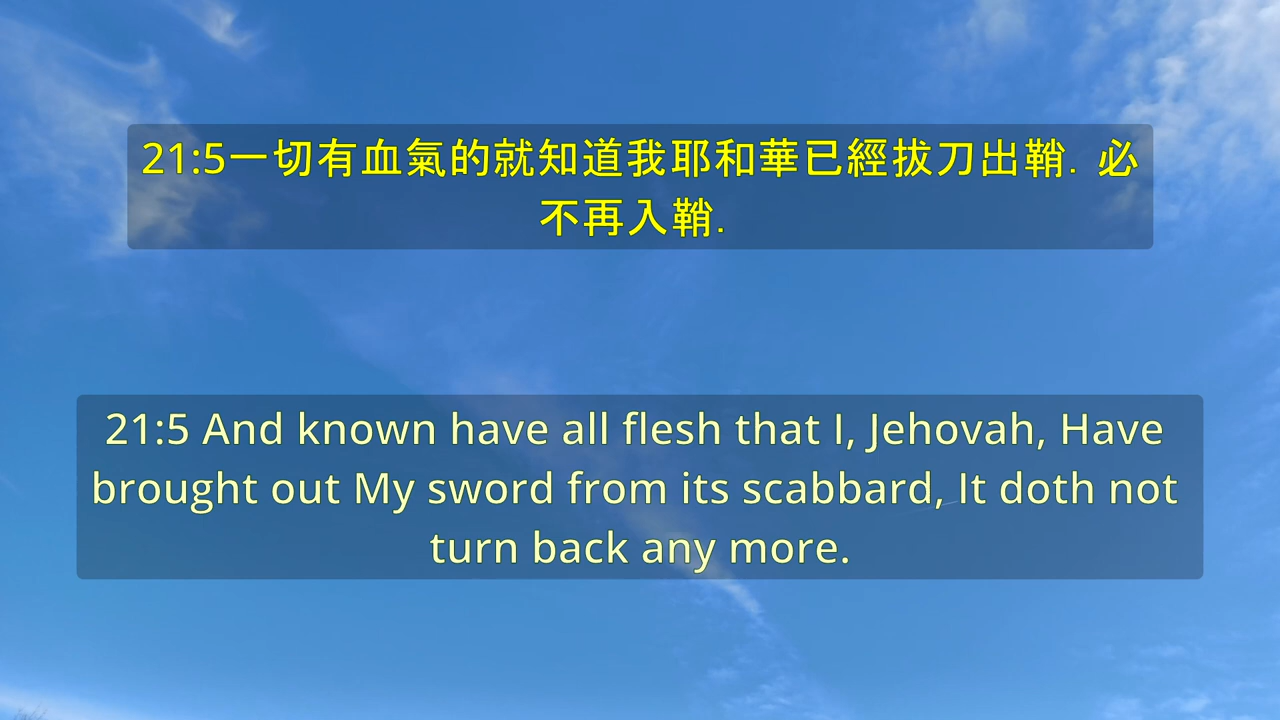 21:5一切有血氣的就知道我耶和華已經拔刀出鞘. 必
不再入鞘.
21:5 And known have all flesh that I, Jehovah, Have
brought out My sword from its scabbard, It doth not
turn back any more.